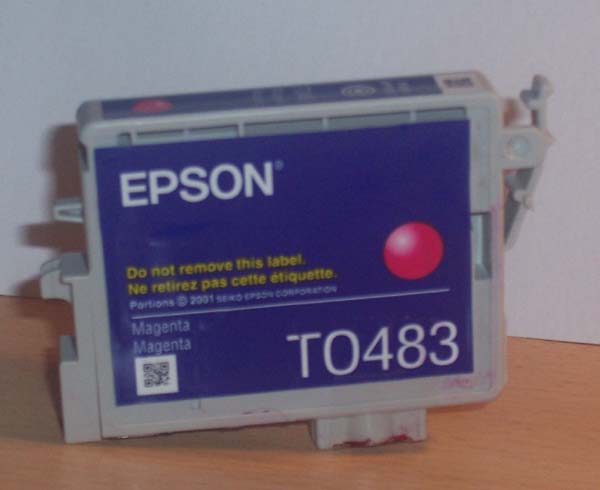 EPSON®
Do not remove this label.
Ne retirez pas cette étiquette.
Portions © 2001 SEIKO EPSON CORPORATION
Magenta
Magenta
T0483